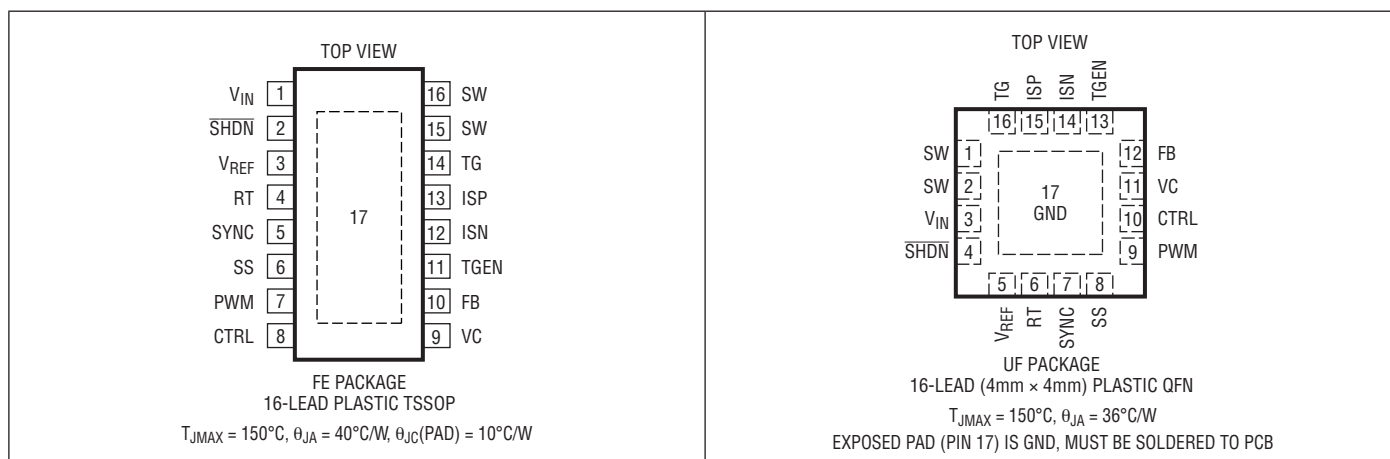 TOP VIEW
VIN 1
SHDN 2
VREF 3
RT 4
SYNC 5
SS 6
PWM 7
CTRL 8
16 SW
15 SW
14 TG
13 ISP
12 ISN
11 TGEN
10 FB
9 VC
17
FE PACKAGE
16-LEAD PLASTIC TSSOP
TJMAX = 150°C, θJA = 40°C/W, θJC(PAD) = 10°C/W
TOP VIEW
TG ISP ISN TGEN
16 15 14 13
SW 1
SW 2
VIN 3
SHDN 4
17
GND
12 FB
11 VC
10 CTRL
9 PWM
5 6 7 8
VREF RT SYNC SS
UF PACKAGE
16-LEAD (4mm × 4mm) PLASTIC QFN
TJMAX = 150°C, θJA = 36°C/W
EXPOSED PAD (PIN 17) IS GND, MUST BE SOLDERED TO PCB